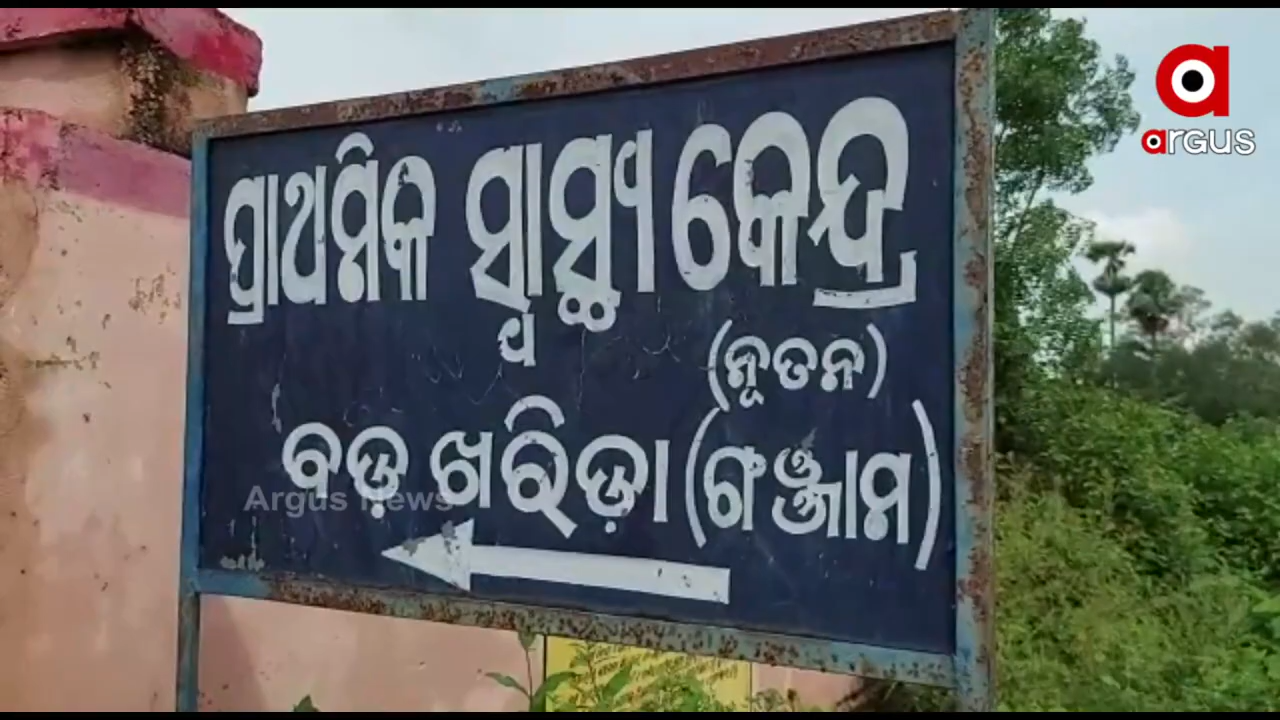 ପ୍ରାଥମିକ ସ୍ୱାସ୍ଥ୍ୟ କେନ୍ଦ୍ର
(ନୂତନ)
ବଡ଼ ଖରିଡ଼ା (ଗଞ୍ଜାମ)
Argus News
aRGUS